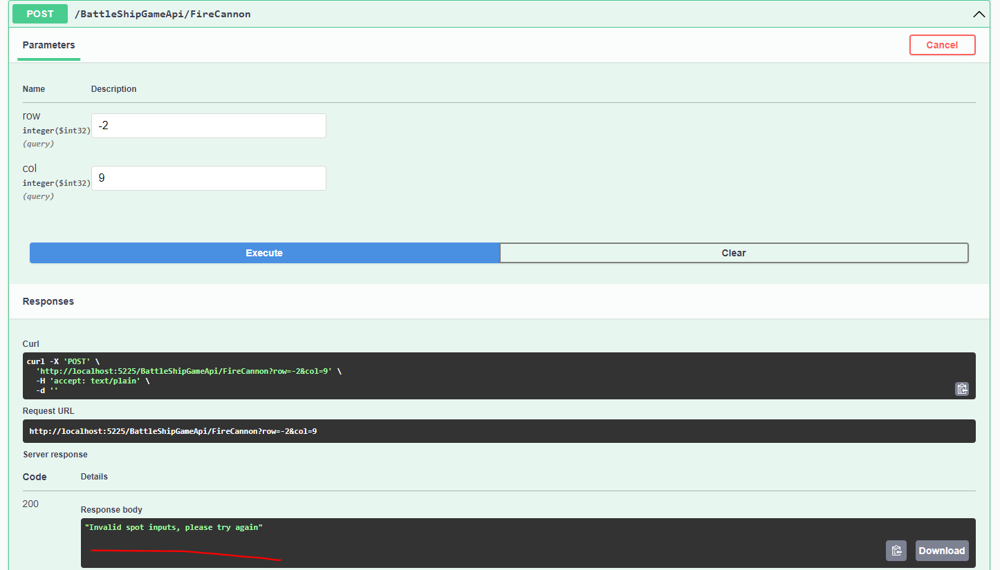 POST /BattleShipGameApi/FireCannon
Parameters
Cancel
Name Description
row
integer($int32)
(query)
-2
col
integer($int32)
(query)
9
Execute
Clear
Responses
Curl
curl -X 'POST' \
'http://localhost:5225/BattleShipGameApi/FireCannon?row=-2&col=9' \
-H 'accept: text/plain' \
-d ''
Request URL
http://localhost:5225/BattleShipGameApi/FireCannon?row=-2&col=9
Server response
Code Details
200
Response body
"Invalid spot inputs, please try again"
Download